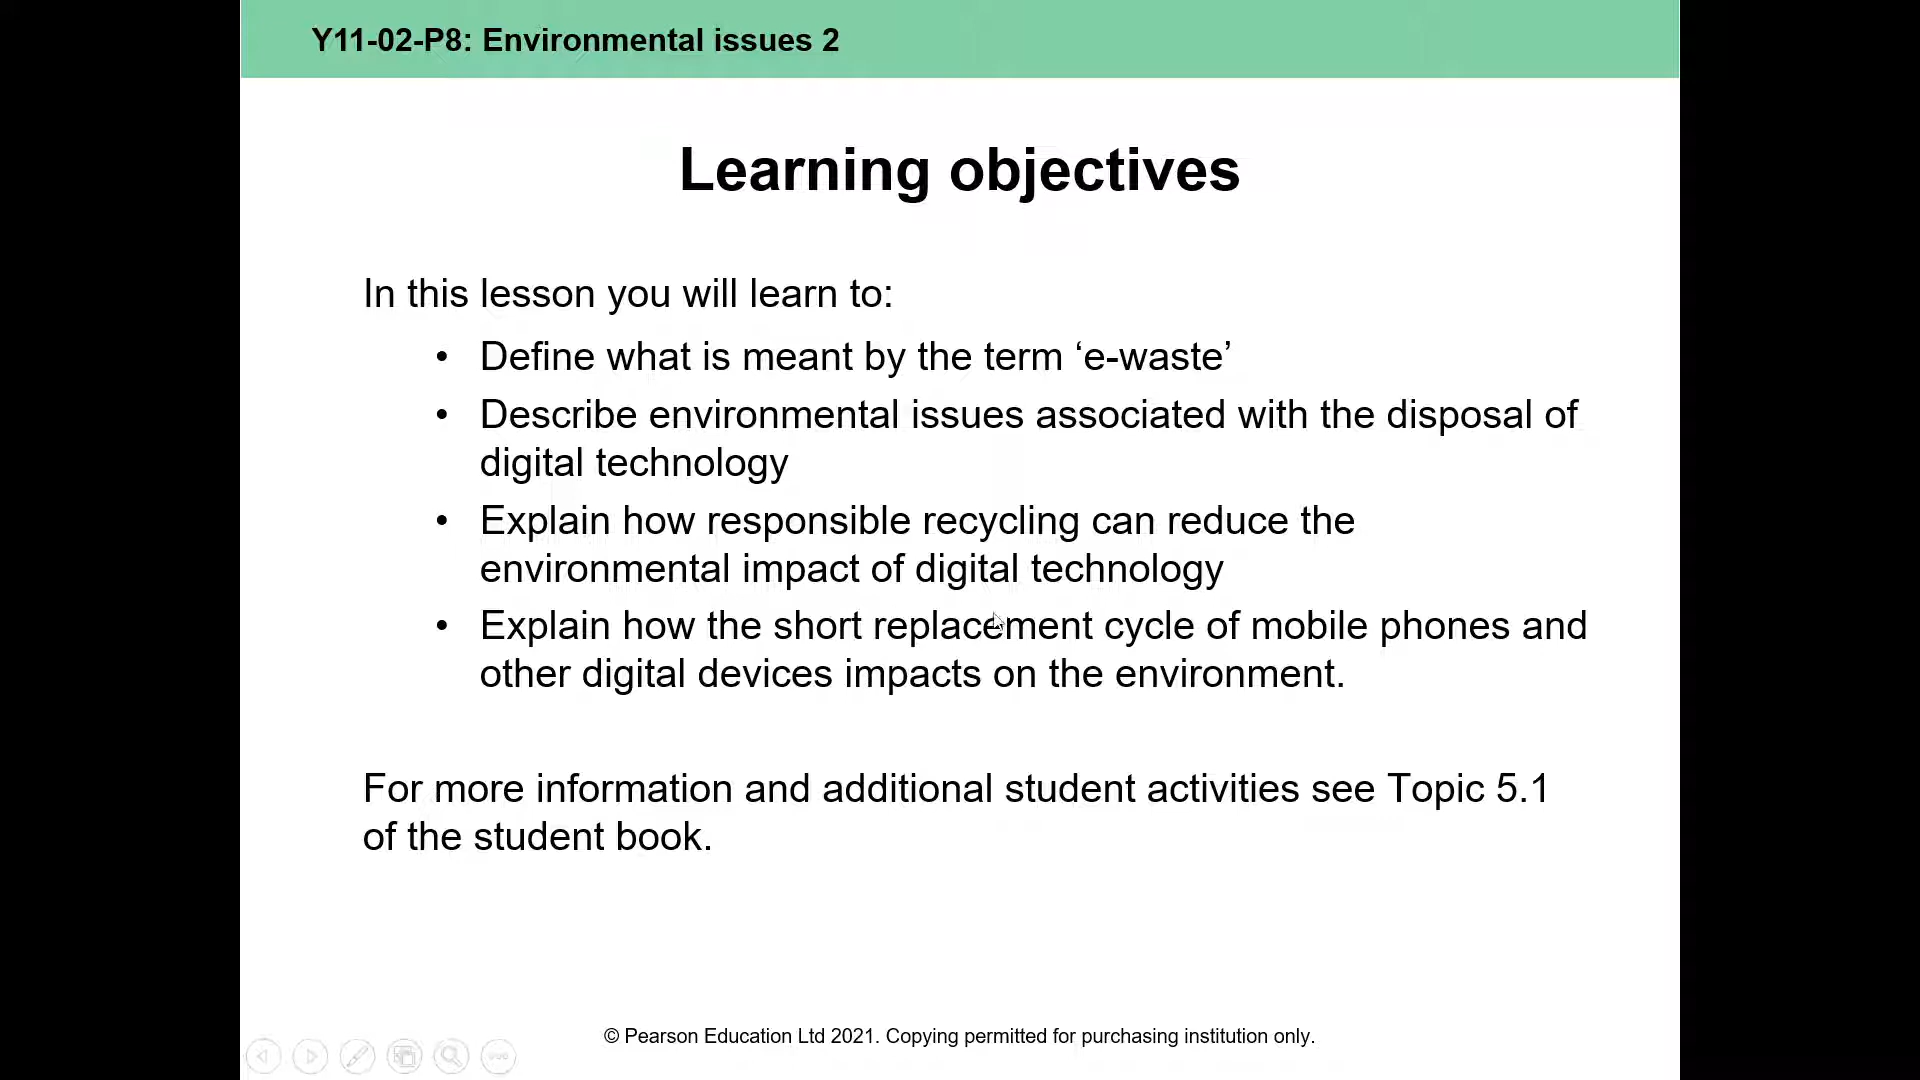 Y11-02-P8: Environmental issues 2
Learning objectives
In this lesson you will learn to:
• Define what is meant by the term ‘e-waste’
• Describe environmental issues associated with the disposal of
digital technology
• Explain how responsible recycling can reduce the
environmental impact of digital technology
• Explain how the short replacement cycle of mobile phones and
other digital devices impacts on the environment.
For more information and additional student activities see Topic 5.1
of the student book.
© Pearson Education Ltd 2021. Copying permitted for purchasing institution only.